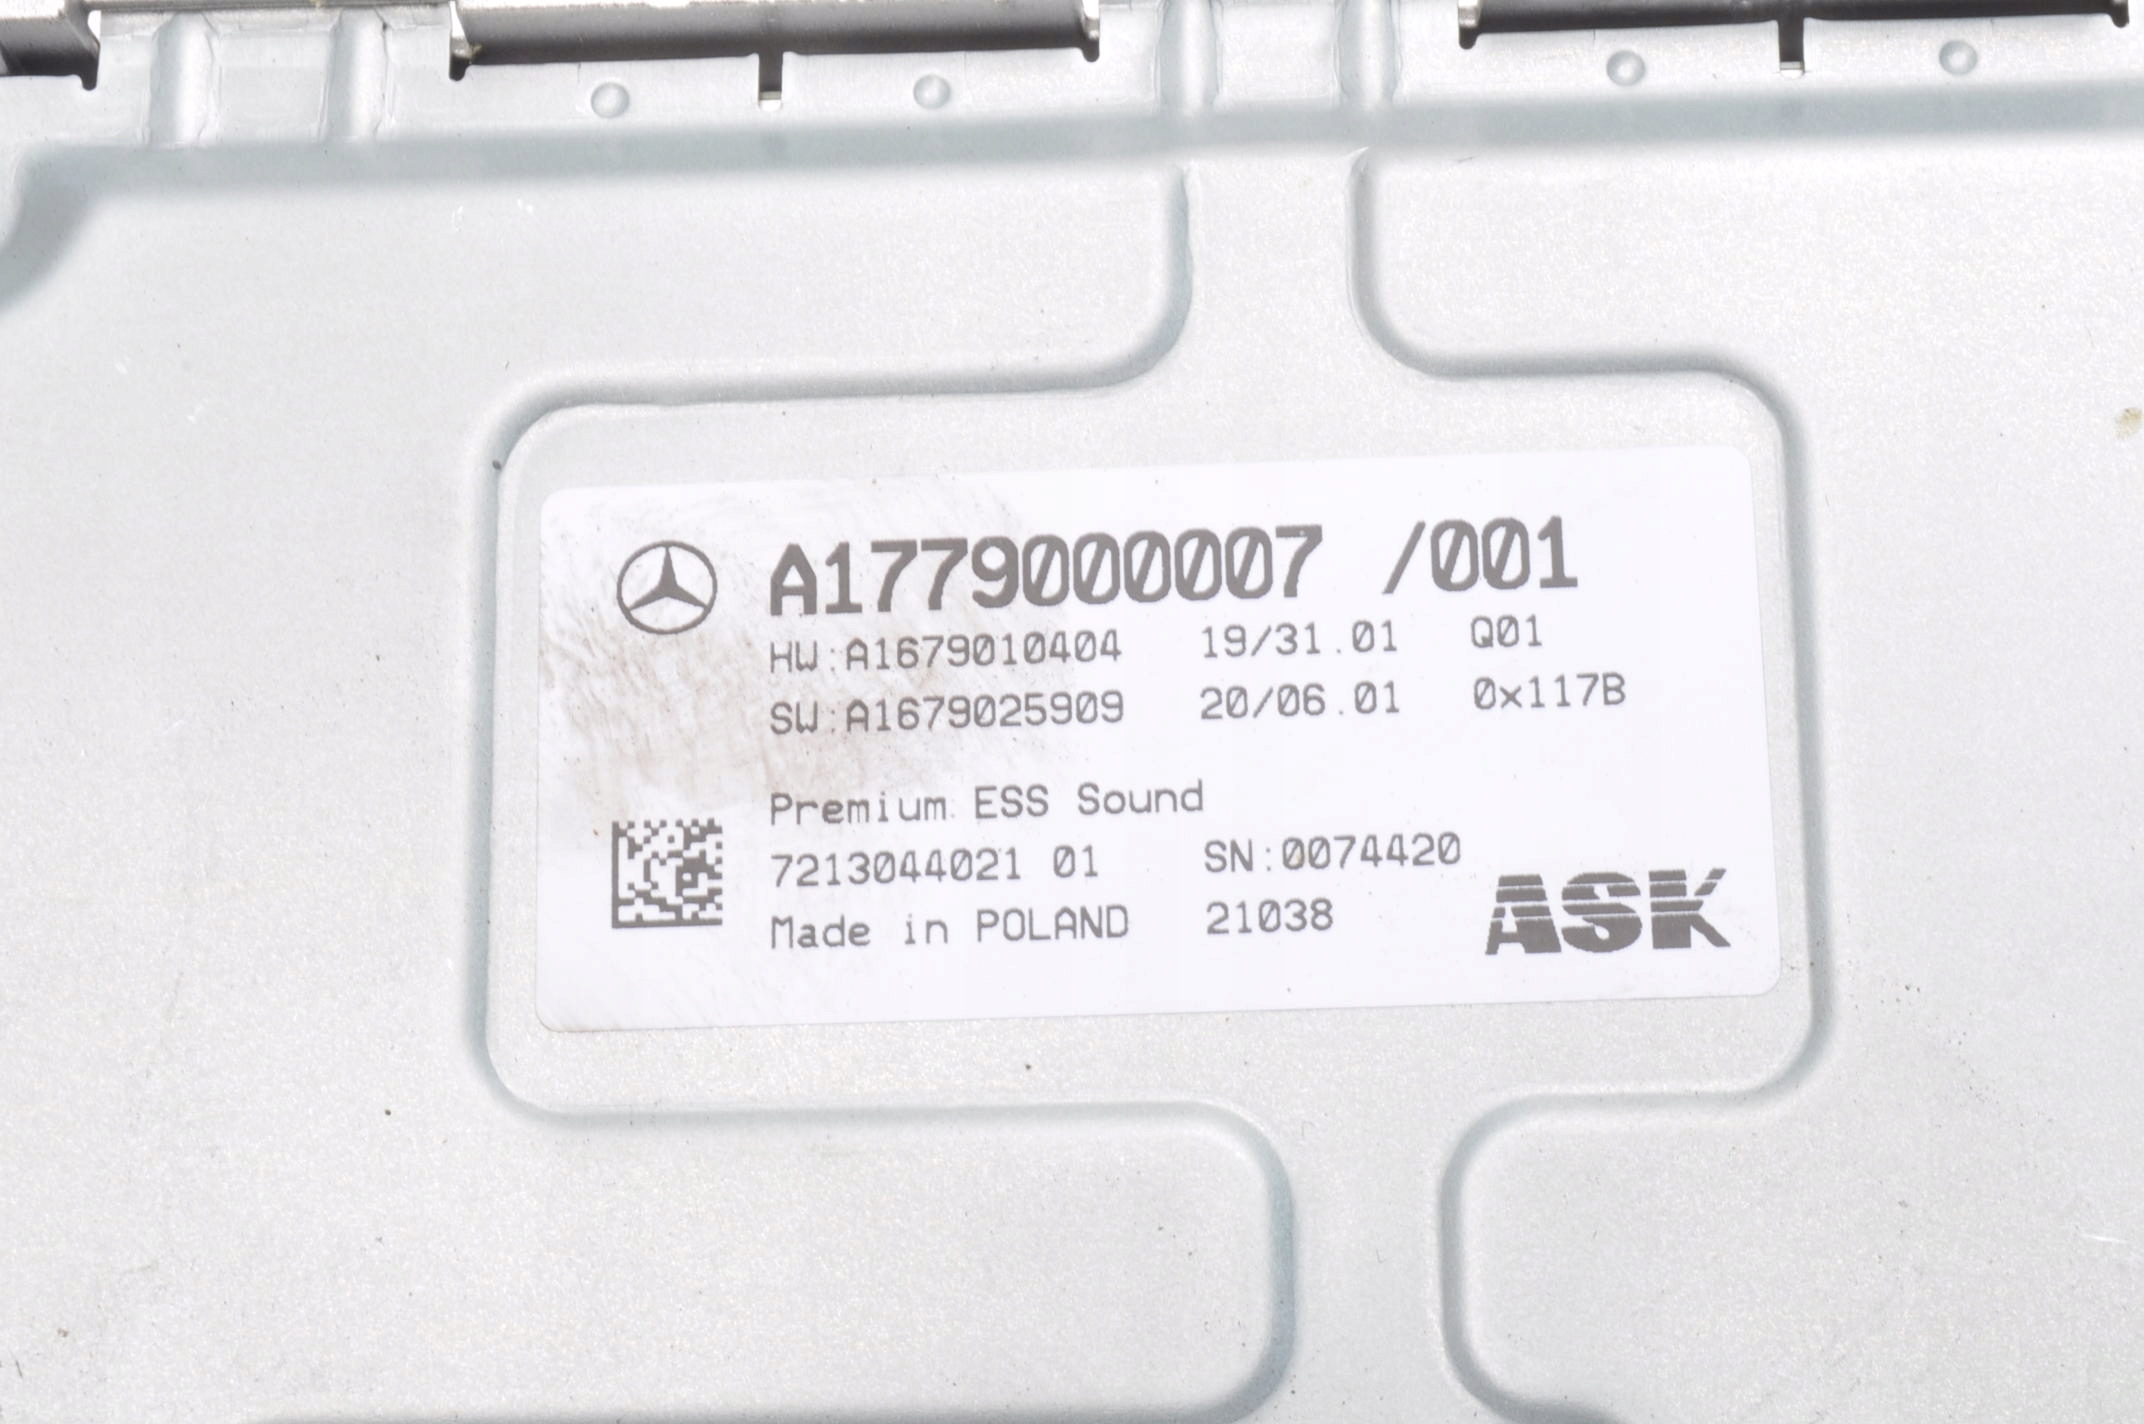 A1779000007 /001
HW:A1679010404 19/31.01 Q01
SW:A1679025909 20/06.01 0x117B
Premium ESS Sound
7213044021 01 SN:0074420
Made in POLAND 21038
ASK